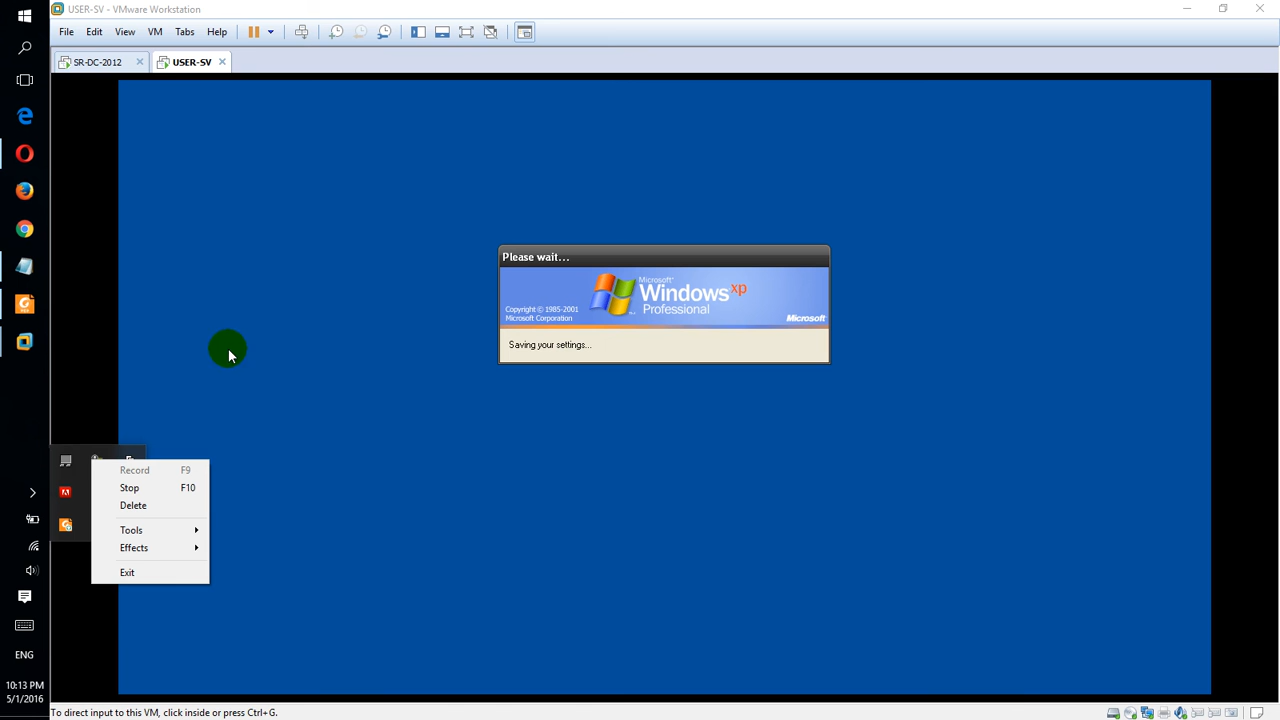 USER-SV - VMware Workstation
File Edit View VM Tabs Help
SR-DC-2012 USER-SV
Please wait...
Microsoft
Windows xp
Professional
Copyright © 1985-2001
Microsoft Corporation
Microsoft
Saving your settings...
Record F9
Stop F10
Delete
Tools
Effects
Exit
ENG
10:13 PM
5/1/2016
To direct input to this VM, click inside or press Ctrl+G.